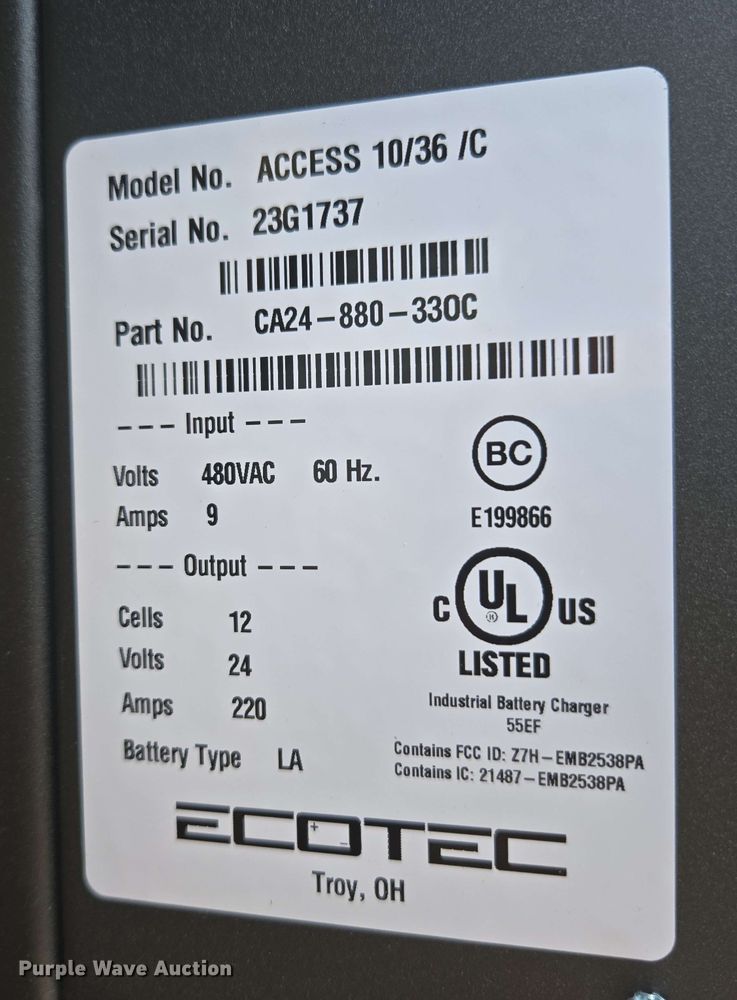 Model No. ACCESS 10/36 /C
Serial No. 23G1737
Part No. CA24-880-330C
--- Input ---
Volts 480VAC 60 Hz.
Amps 9
BC
E199866
--- Output ---
Cells 12
Volts 24
Amps 220
Battery Type LA
C UL US
LISTED
Industrial Battery Charger
55EF
Contains FCC ID: Z7H-EMB2538PA
Contains IC: 21487-EMB2538PA
ECOTEC
Troy, OH
Purple Wave Auction